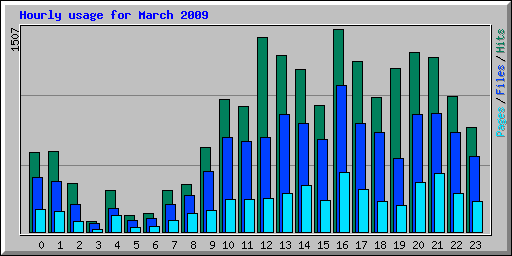 Hourly usage for March 2009
1507
Pages/Files/Hits
0 1 2 3 4 5 6 7 8 9 10 11 12 13 14 15 16 17 18 19 20 21 22 23